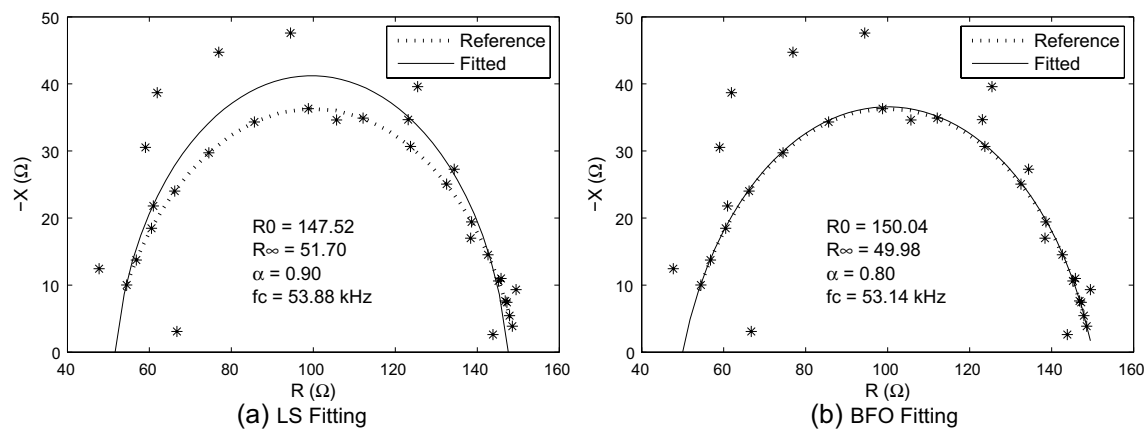 50
40
30
20
10
0
−X (Ω)
Reference
Fitted
R0 = 147.52
R∞ = 51.70
α = 0.90
fc = 53.88 kHz
40 60 80 100 120 140 160
R (Ω)
(a) LS Fitting
50
40
30
20
10
0
−X (Ω)
Reference
Fitted
R0 = 150.04
R∞ = 49.98
α = 0.80
fc = 53.14 kHz
40 60 80 100 120 140 160
R (Ω)
(b) BFO Fitting